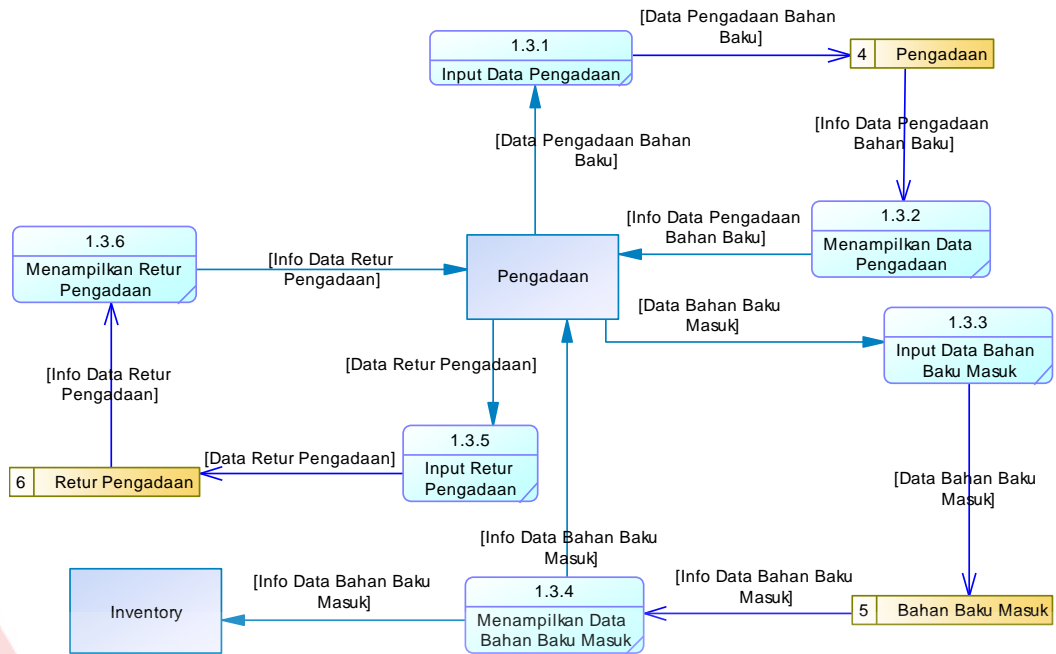 [Data Pengadaan Bahan
Baku]
1.3.1
Input Data Pengadaan
4 Pengadaan
[Data Pengadaan Bahan
Baku]
[Info Data Pengadaan
Bahan Baku]
1.3.2
Menampilkan Data
Pengadaan
[Info Data Pengadaan
Bahan Baku]
1.3.6
Menampilkan Retur
Pengadaan
[Info Data Retur
Pengadaan]
Pengadaan
[Data Bahan Baku
Masuk]
1.3.3
Input Data Bahan
Baku Masuk
[Info Data Retur
Pengadaan]
[Data Retur Pengadaan]
1.3.5
Input Retur
Pengadaan
[Data Retur Pengadaan]
6 Retur Pengadaan
[Data Bahan Baku
Masuk]
[Info Data Bahan Baku
Masuk]
Inventory
[Info Data Bahan Baku
Masuk]
1.3.4
Menampilkan Data
Bahan Baku Masuk
[Info Data Bahan Baku
Masuk]
5 Bahan Baku Masuk